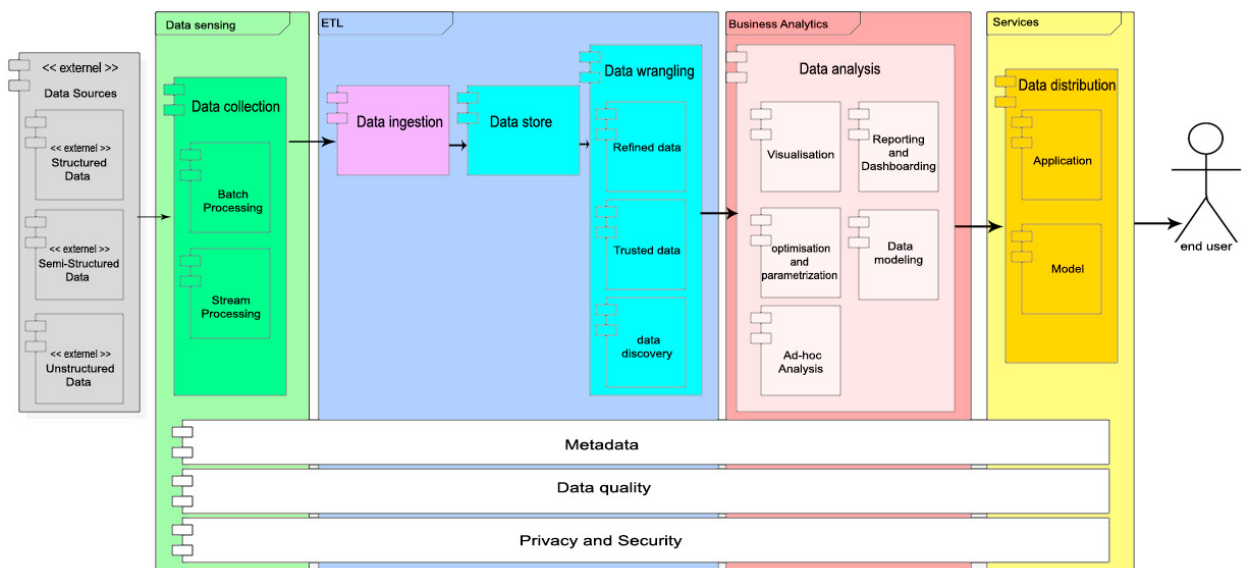 Data sensing
ETL
Business Analytics
Services
<< externel >>
Data Sources
<< externel >>
Structured
Data
<< externel >>
Semi-Structured
Data
<< externel >>
Unstructured
Data
Data collection
Batch
Processing
Stream
Processing
Data ingestion
Data store
Data wrangling
Refined data
Trusted data
data
discovery
Data analysis
Visualisation
Reporting
and
Dashboarding
optimisation
and
parametrization
Data
modeling
Ad-hoc
Analysis
Data distribution
Application
Model
end user
Metadata
Data quality
Privacy and Security